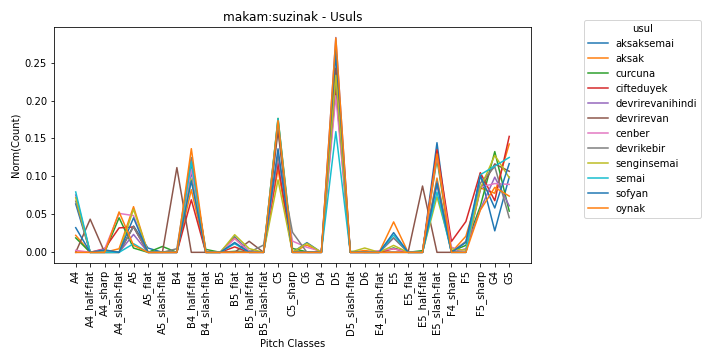 makam:suzinak - Usuls
Norm(Count)
0.25
0.20
0.15
0.10
0.05
0.00
A4
A4_half-flat
A4_sharp
A4_slash-flat
A5
A5_flat
A5_slash-flat
B4
B4_half-flat
B4_slash-flat
B5
B5_flat
B5_half-flat
B5_slash-flat
C5
C5_sharp
C6
D4
D5
D5_slash-flat
D6
E4_slash-flat
E5
E5_flat
E5_half-flat
E5_slash-flat
F4_sharp
F5
F5_sharp
G4
G5
Pitch Classes
usul
aksaksemai
aksak
curcuna
cifteduyek
devrirevanihindi
devrirevan
cenber
devrikebir
senginsemai
semai
sofyan
oynak